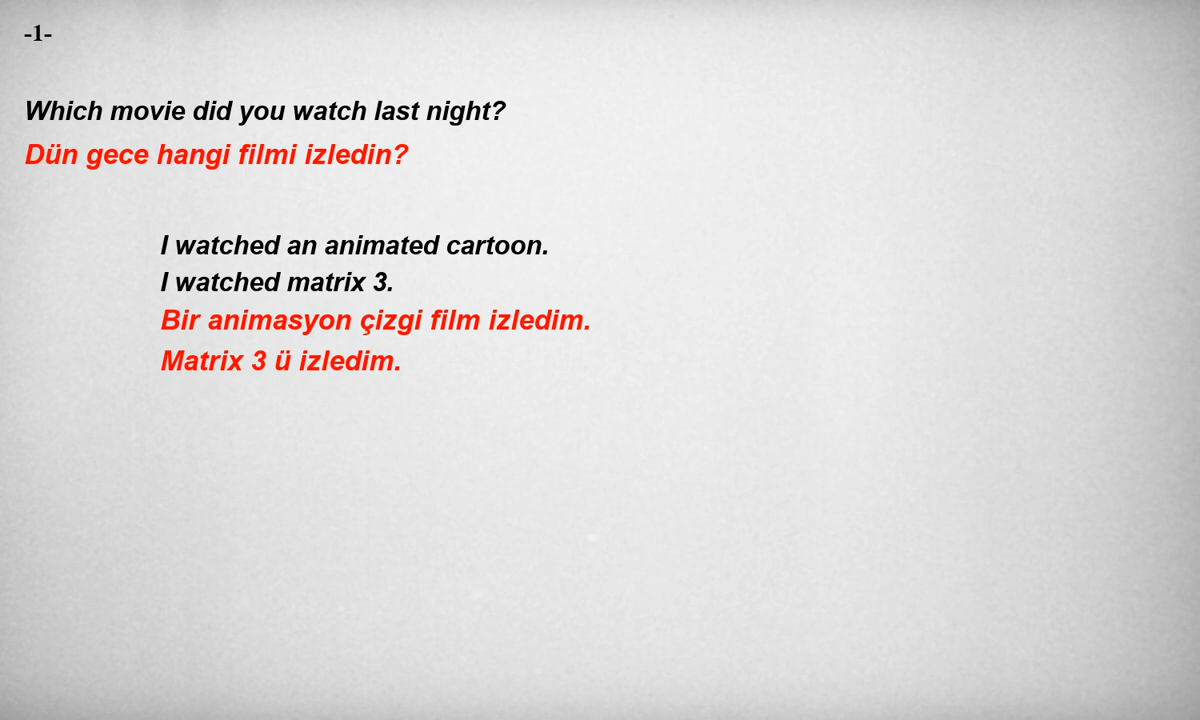 -1-
Which movie did you watch last night?
Dün gece hangi filmi izledin?
I watched an animated cartoon.
I watched matrix 3.
Bir animasyon çizgi film izledim.
Matrix 3 ü izledim.